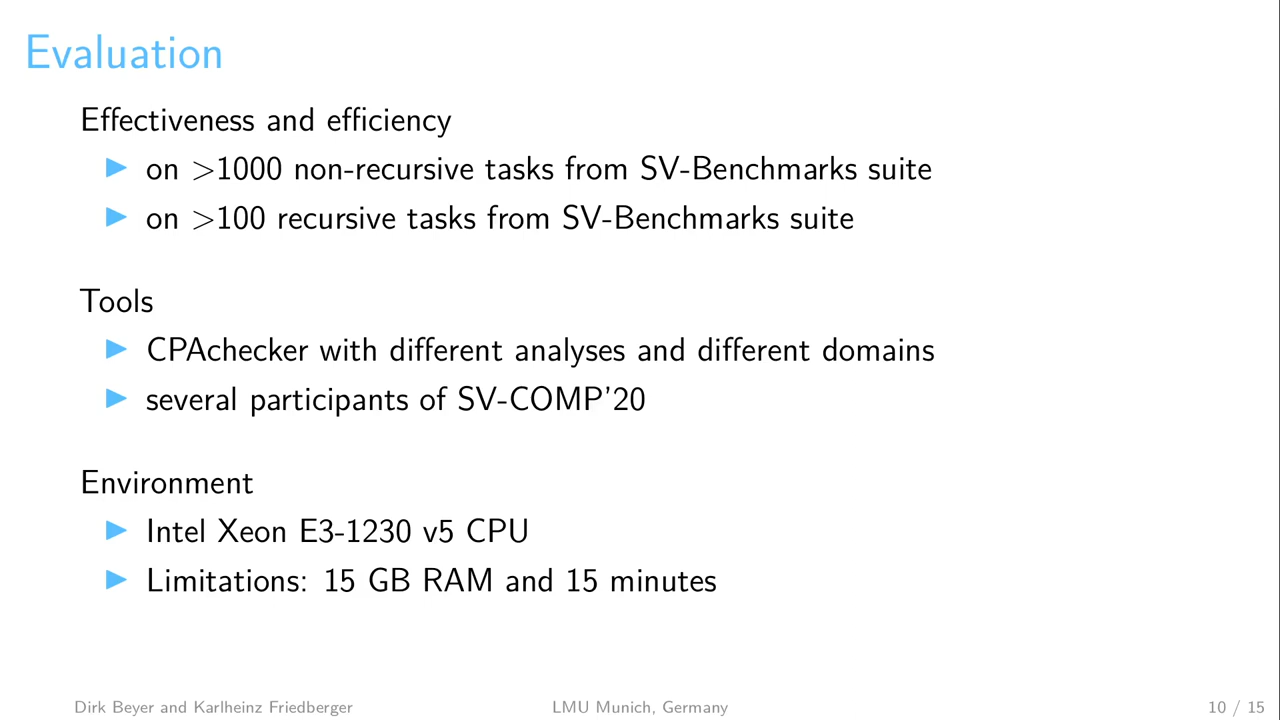 Evaluation
Effectiveness and efficiency
▶ on >1000 non-recursive tasks from SV-Benchmarks suite
▶ on >100 recursive tasks from SV-Benchmarks suite
Tools
▶ CPAchecker with different analyses and different domains
▶ several participants of SV-COMP'20
Environment
▶ Intel Xeon E3-1230 v5 CPU
▶ Limitations: 15 GB RAM and 15 minutes
Dirk Beyer and Karlheinz Friedberger LMU Munich, Germany 10 / 15